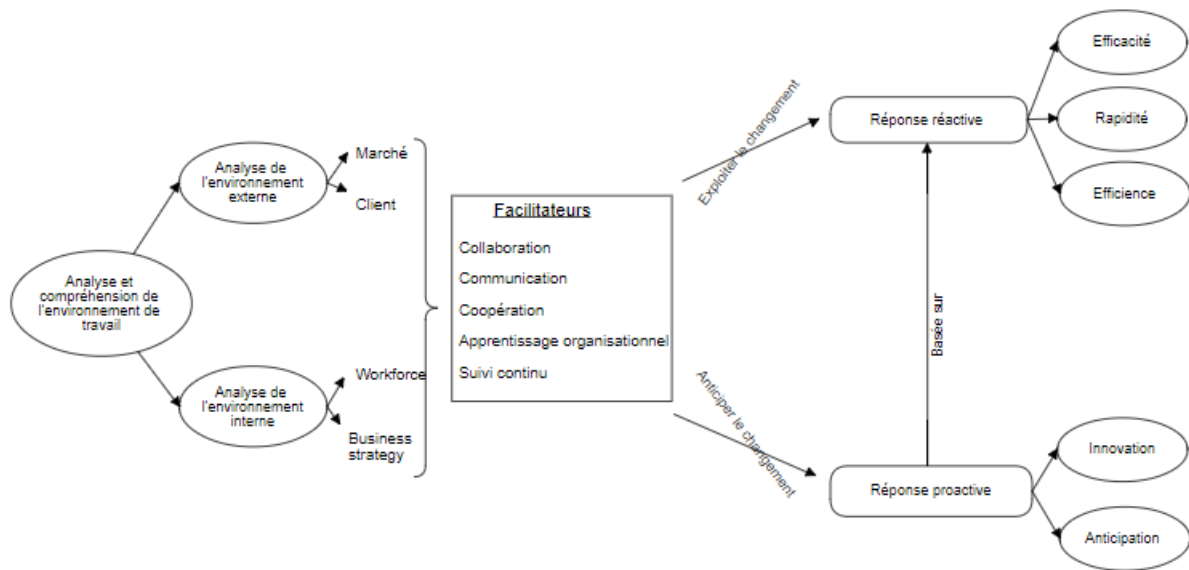 Analyse et
compréhension de
l'environnement de
travail
Analyse de
l'environnement
externe
Analyse de
l'environnement
interne
Marché
Client
Workforce
Business
strategy
Facilitateurs
Collaboration
Communication
Coopération
Apprentissage organisationnel
Suivi continu
Exploiter le changement
Anticiper le changement
Réponse réactive
Basée sur
Réponse proactive
Efficacité
Rapidité
Efficience
Innovation
Anticipation